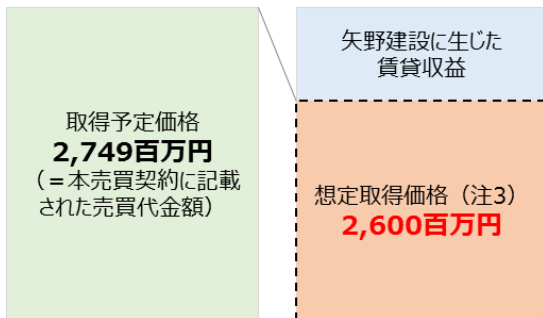 取得予定価格
2,749百万円
（＝本売買契約に記載
された売買代金額）
矢野建設に生じた
賃貸収益
想定取得価格（注3）
2,600百万円